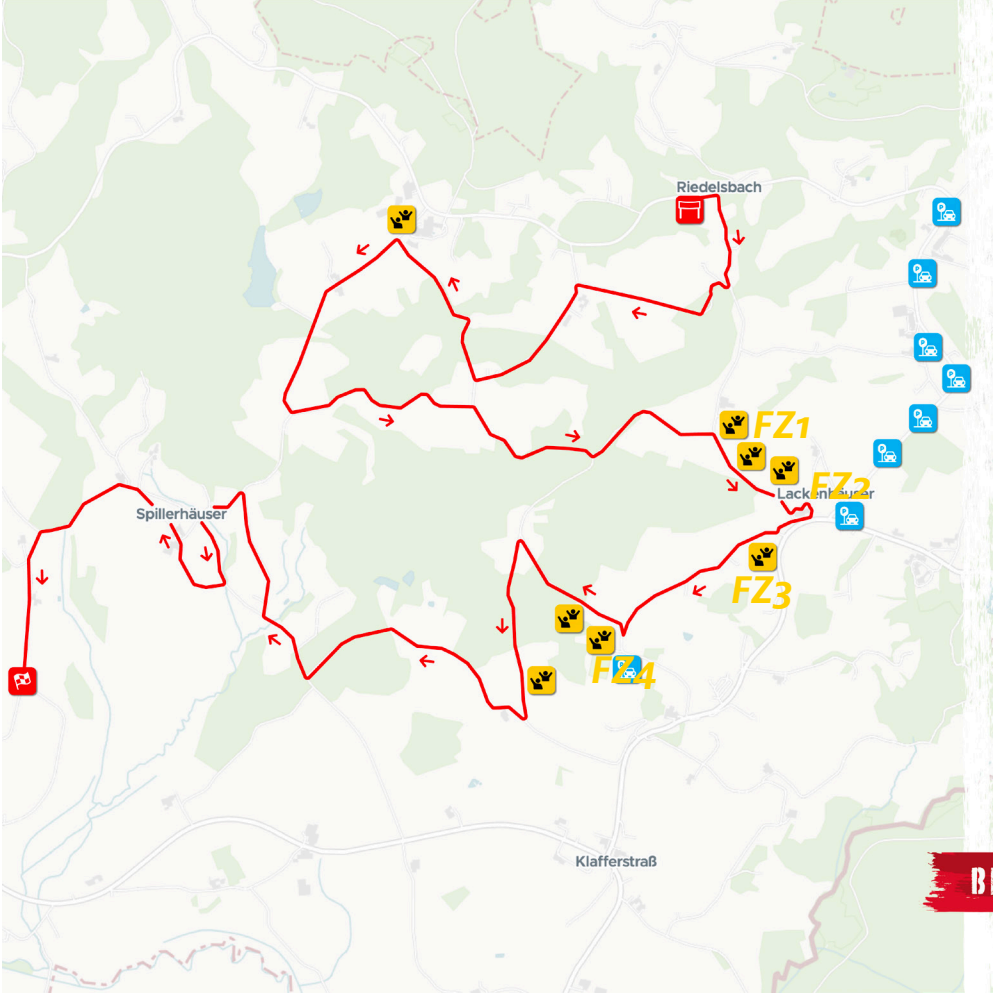 Riedelsbach
FZ1
FZ2
Lackenhäuser
Spillerhäuser
FZ3
FZ4
Klafferstraß